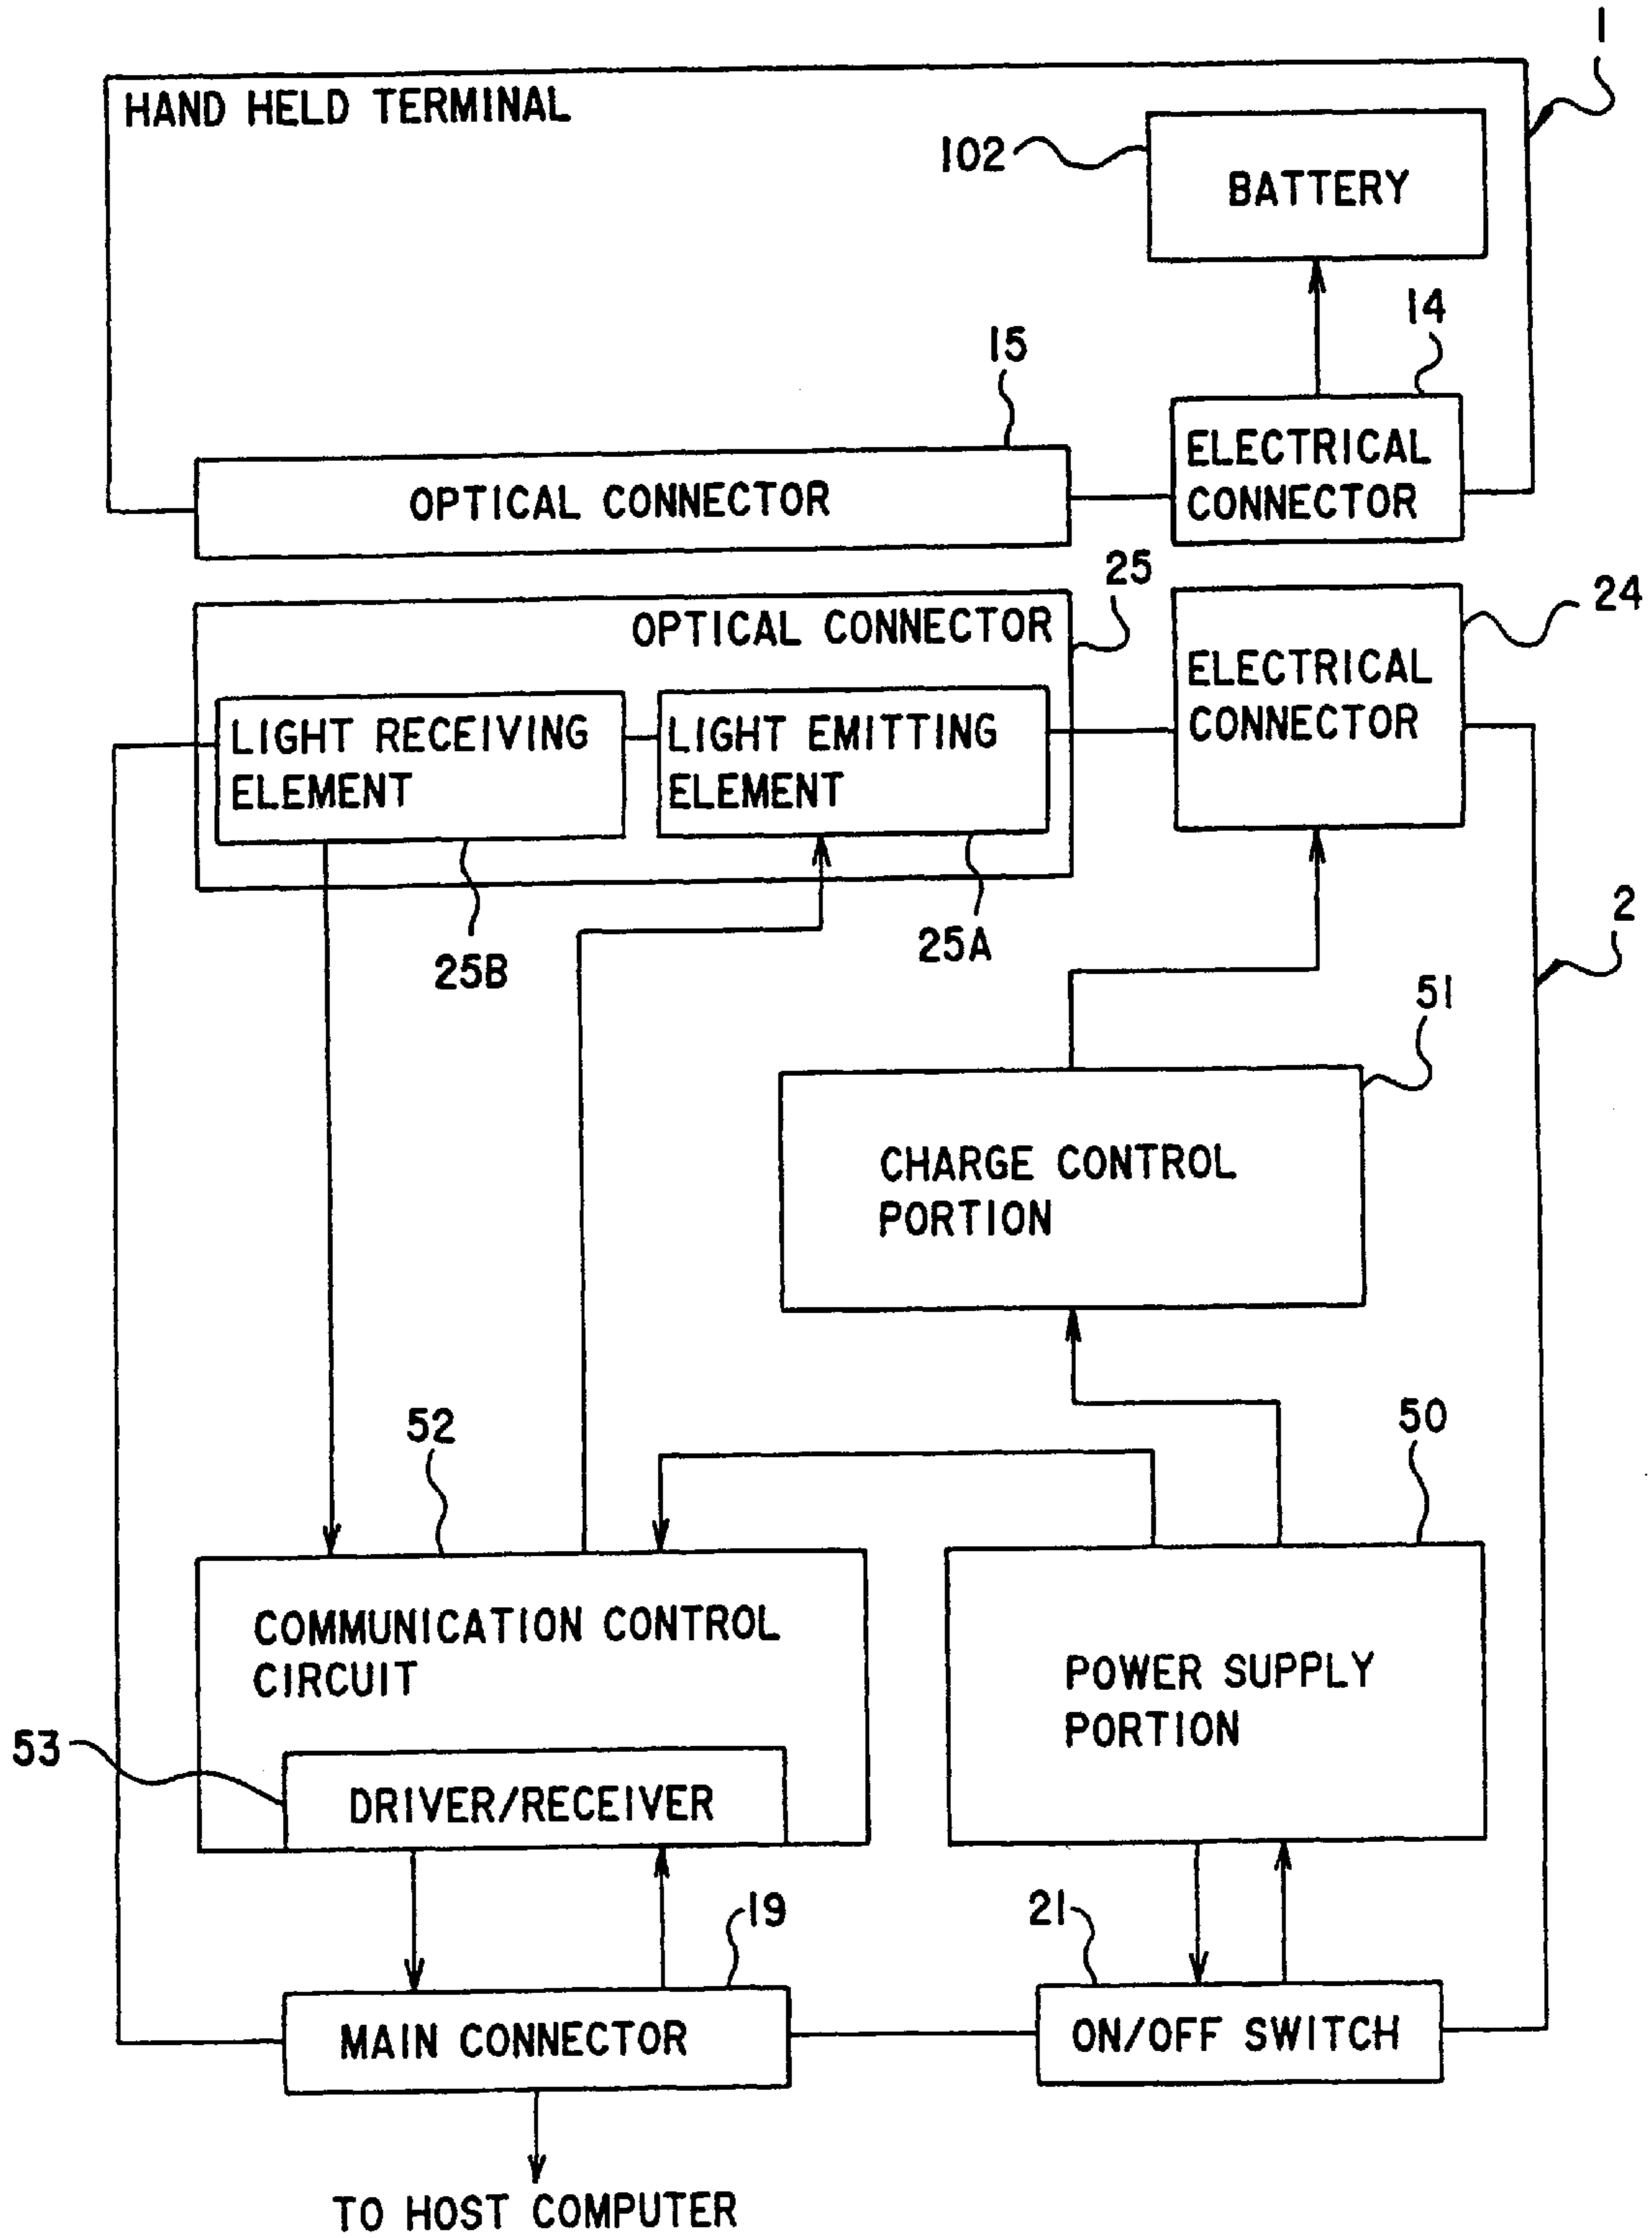 1
HAND HELD TERMINAL
102
BATTERY
14
15
ELECTRICAL
CONNECTOR
OPTICAL CONNECTOR
25
24
OPTICAL CONNECTOR
ELECTRICAL
CONNECTOR
LIGHT RECEIVING
ELEMENT
LIGHT EMITTING
ELEMENT
25B
25A
2
51
CHARGE CONTROL
PORTION
52
50
COMMUNICATION CONTROL
CIRCUIT
POWER SUPPLY
PORTION
53
DRIVER/RECEIVER
19
21
MAIN CONNECTOR
ON/OFF SWITCH
TO HOST COMPUTER